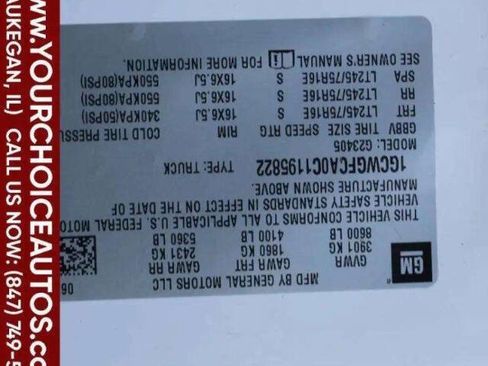 MFD BY GENERAL MOTORS LLC 06
GVWR GAWR FRT GAWR RR
3901 KG 1860 KG 2431 KG
8600 LB 4100 LB 5360 LB
GM
THIS VEHICLE CONFORMS TO ALL APPLICABLE U.S. FEDERAL MOTO
VEHICLE SAFETY STANDARDS IN EFFECT ON THE DATE OF
MANUFACTURE SHOWN ABOVE.
1GCWGFCA0C1195822 TYPE: TRUCK
MODEL: G23405
GBBV TIRE SIZE SPEED RTG RIM COLD TIRE PRESSU
FRT LT245/75R16E S 16X6.5J 340KPA(50PSI)
RR LT245/75R16E S 16X6.5J 550KPA(80PSI)
SPA LT245/75R16E S 16X6.5J 550KPA(80PSI)
SEE OWNER'S MANUAL FOR MORE INFORMATION.
WWW.YOURCHOICEAUTOS.CO
AUKEGAN, IL) CALL US NOW: (847) 749-5